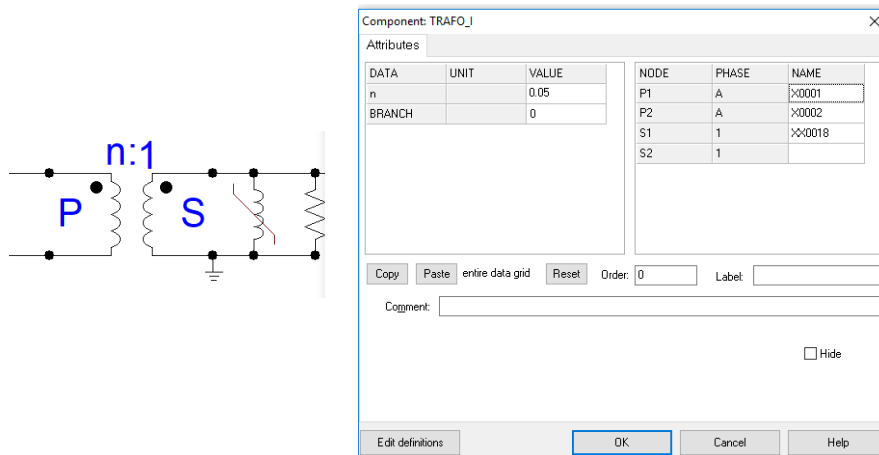 n:1
P
S
Component: TRAFO_I
Attributes
DATA UNIT VALUE
n 0.05
BRANCH 0
NODE PHASE NAME
P1 A X0001
P2 A X0002
S1 1 XX0018
S2 1
Copy Paste entire data grid Reset Order: 0 Label:
Comment:
Hide
Edit definitions OK Cancel Help